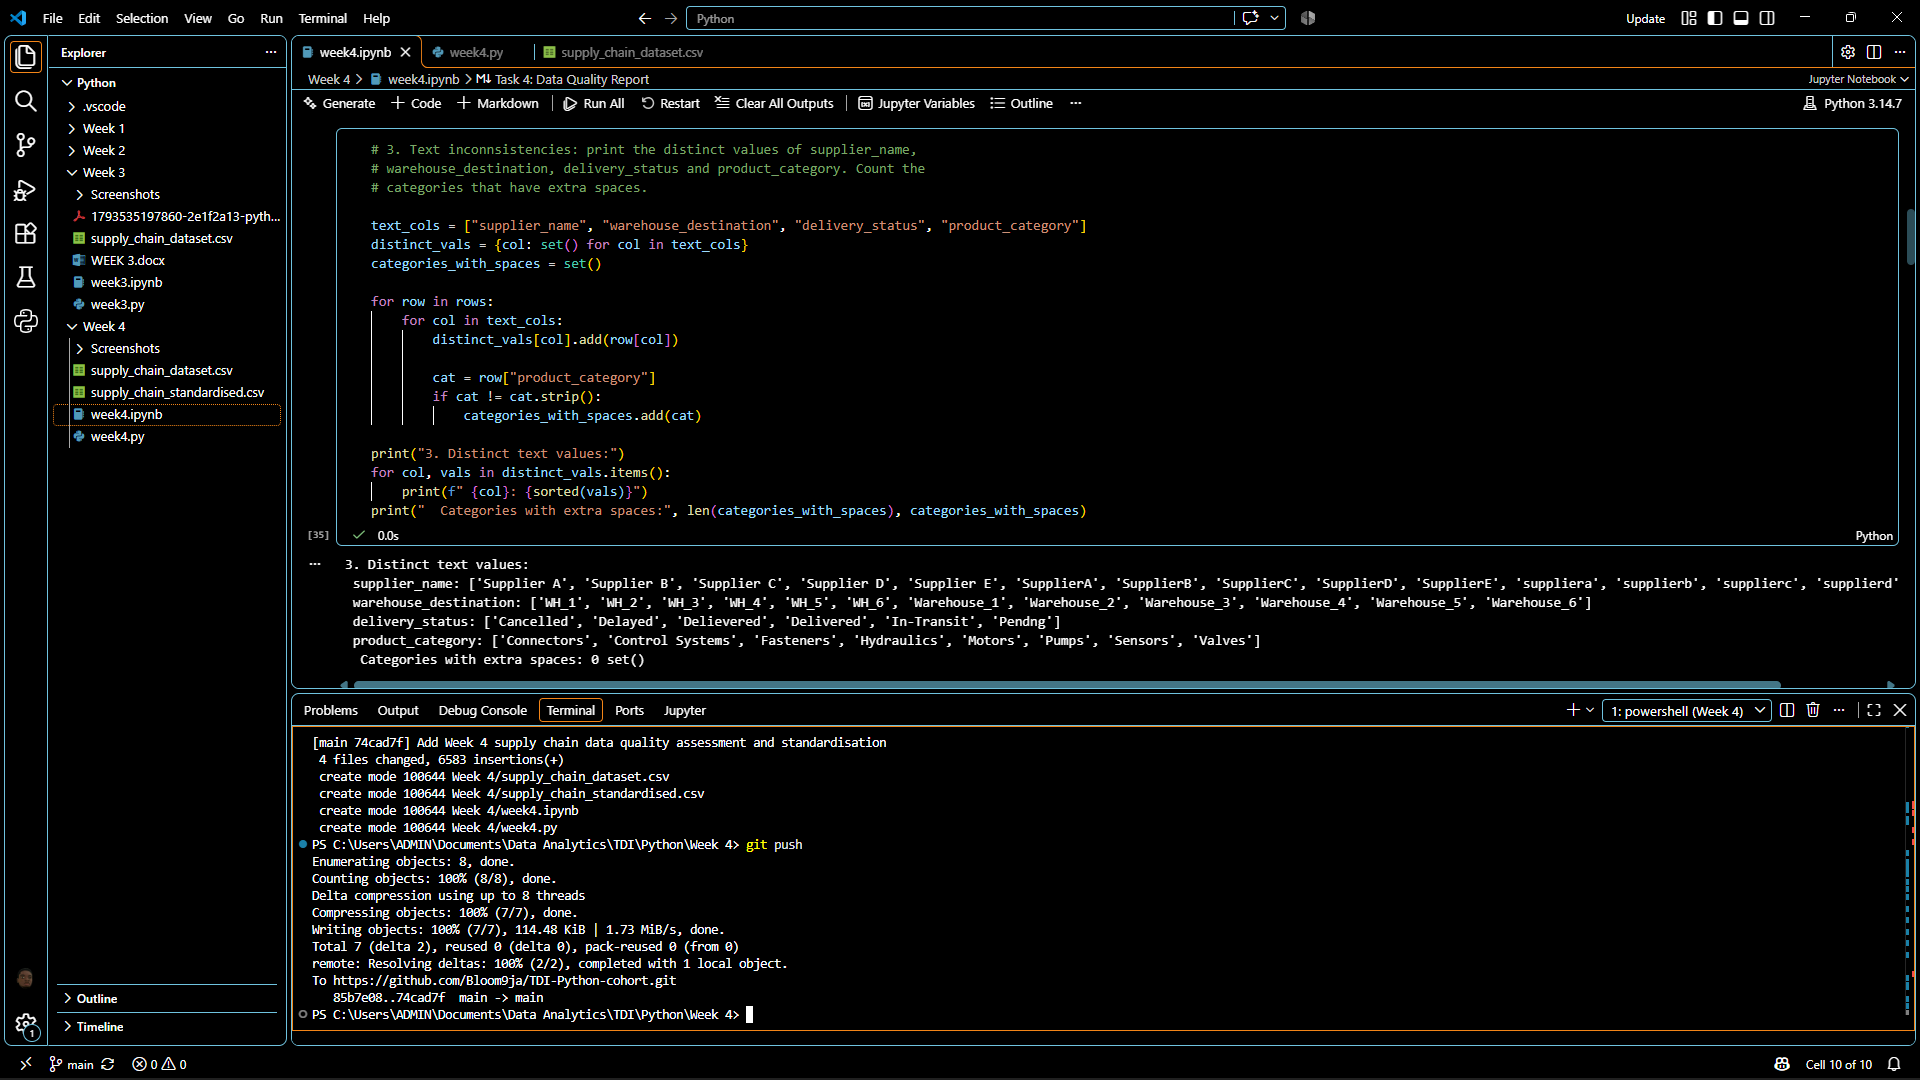 File Edit Selection View Go Run Terminal Help
Python
Update
Explorer
Python
.vscode
Week 1
Week 2
Week 3
Screenshots
1793535197860-2e1f2a13-pyth...
supply_chain_dataset.csv
WEEK 3.docx
week3.ipynb
week3.py
Week 4
Screenshots
supply_chain_dataset.csv
supply_chain_standardised.csv
week4.ipynb
week4.py
Outline
Timeline
week4.ipynb week4.py supply_chain_dataset.csv
Week 4 > week4.ipynb > M↓ Task 4: Data Quality Report
Jupyter Notebook
Generate + Code + Markdown Run All Restart Clear All Outputs Jupyter Variables Outline ...
Python 3.14.7
# 3. Text inconnsistencies: print the distinct values of supplier_name,
# warehouse_destination, delivery_status and product_category. Count the
# categories that have extra spaces.
text_cols = ["supplier_name", "warehouse_destination", "delivery_status", "product_category"]
distinct_vals = {col: set() for col in text_cols}
categories_with_spaces = set()
for row in rows:
for col in text_cols:
distinct_vals[col].add(row[col])
cat = row["product_category"]
if cat != cat.strip():
categories_with_spaces.add(cat)
print("3. Distinct text values:")
for col, vals in distinct_vals.items():
print(f" {col}: {sorted(vals)}")
print("  Categories with extra spaces:", len(categories_with_spaces), categories_with_spaces)
[35] 0.0s
Python
3. Distinct text values:
supplier_name: ['Supplier A', 'Supplier B', 'Supplier C', 'Supplier D', 'Supplier E', 'SupplierA', 'SupplierB', 'SupplierC', 'SupplierD', 'SupplierE', 'suppliera', 'supplierb', 'supplierc', 'supplierd'
warehouse_destination: ['WH_1', 'WH_2', 'WH_3', 'WH_4', 'WH_5', 'WH_6', 'Warehouse_1', 'Warehouse_2', 'Warehouse_3', 'Warehouse_4', 'Warehouse_5', 'Warehouse_6']
delivery_status: ['Cancelled', 'Delayed', 'Delievered', 'Delivered', 'In-Transit', 'Pendng']
product_category: ['Connectors', 'Control Systems', 'Fasteners', 'Hydraulics', 'Motors', 'Pumps', 'Sensors', 'Valves']
Categories with extra spaces: 0 set()
Problems Output Debug Console Terminal Ports Jupyter
1: powershell (Week 4)
[main 74cad7f] Add Week 4 supply chain data quality assessment and standardisation
4 files changed, 6583 insertions(+)
create mode 100644 Week 4/supply_chain_dataset.csv
create mode 100644 Week 4/supply_chain_standardised.csv
create mode 100644 Week 4/week4.ipynb
create mode 100644 Week 4/week4.py
PS C:\Users\ADMIN\Documents\Data Analytics\TDI\Python\Week 4> git push
Enumerating objects: 8, done.
Counting objects: 100% (8/8), done.
Delta compression using up to 8 threads
Compressing objects: 100% (7/7), done.
Writing objects: 100% (7/7), 114.48 KiB | 1.73 MiB/s, done.
Total 7 (delta 2), reused 0 (delta 0), pack-reused 0 (from 0)
remote: Resolving deltas: 100% (2/2), completed with 1 local object.
To https://github.com/Bloom9ja/TDI-Python-cohort.git
85b7e08..74cad7f  main -> main
PS C:\Users\ADMIN\Documents\Data Analytics\TDI\Python\Week 4>
1
main 0 0
Cell 10 of 10